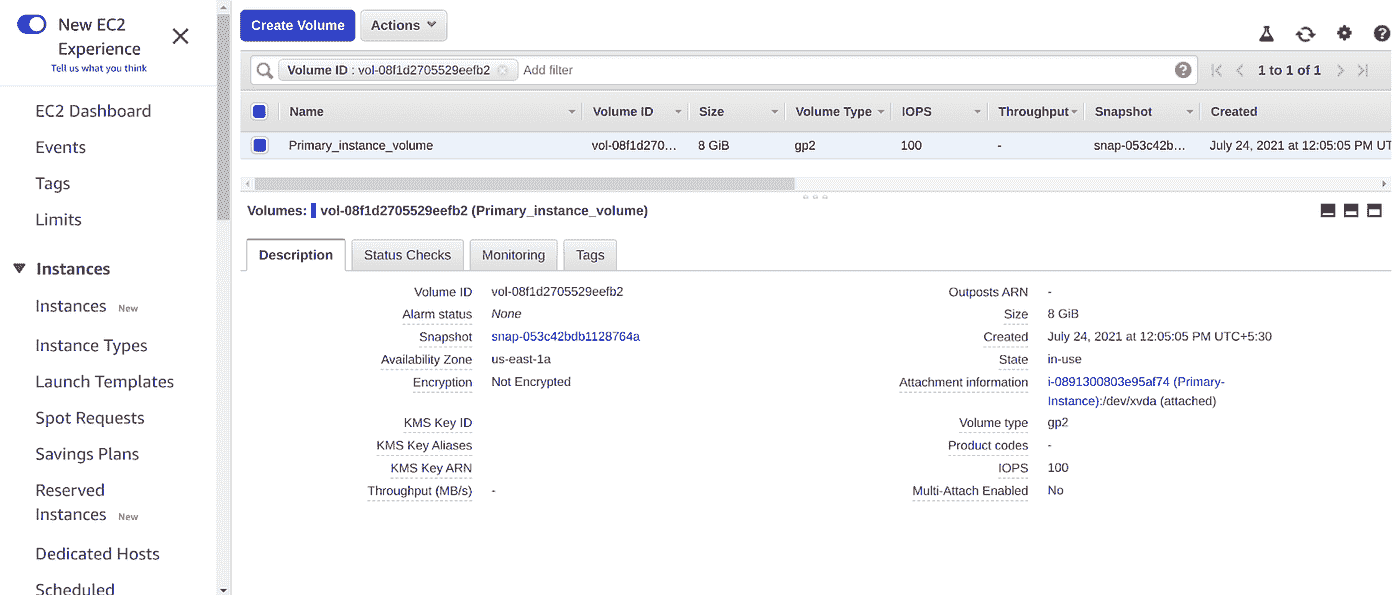 New EC2
Experience
Tell us what you think
EC2 Dashboard
Events
Tags
Limits
Instances
Instances New
Instance Types
Launch Templates
Spot Requests
Savings Plans
Reserved
Instances New
Dedicated Hosts
Scheduled
Create Volume Actions
Volume ID : vol-08f1d2705529eefb2 Add filter 1 to 1 of 1
Name Volume ID Size Volume Type IOPS Throughput Snapshot Created
Primary_instance_volume vol-08f1d270... 8 GiB gp2 100 - snap-053c42b... July 24, 2021 at 12:05:05 PM UT
Volumes: vol-08f1d2705529eefb2 (Primary_instance_volume)
Description Status Checks Monitoring Tags
Volume ID vol-08f1d2705529eefb2
Alarm status None
Snapshot snap-053c42bdb1128764a
Availability Zone us-east-1a
Encryption Not Encrypted
KMS Key ID
KMS Key Aliases
KMS Key ARN
Throughput (MB/s) -
Outposts ARN -
Size 8 GiB
Created July 24, 2021 at 12:05:05 PM UTC+5:30
State in-use
Attachment information i-0891300803e95af74 (Primary-
Instance):/dev/xvda (attached)
Volume type gp2
Product codes -
IOPS 100
Multi-Attach Enabled No